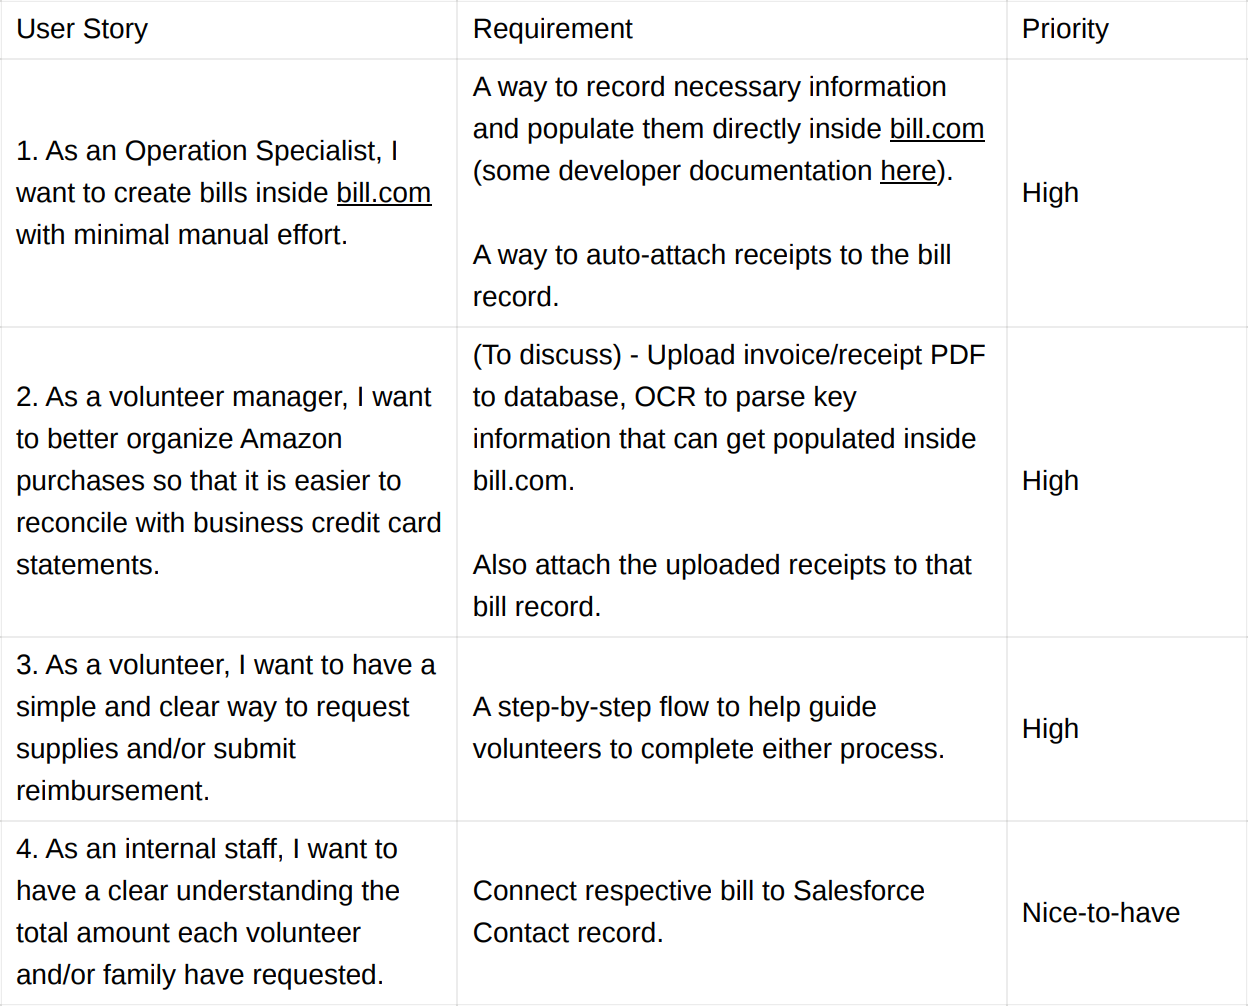 User Story
Requirement
Priority
1. As an Operation Specialist, I
want to create bills inside bill.com
with minimal manual effort.
A way to record necessary information
and populate them directly inside bill.com
(some developer documentation here).
A way to auto-attach receipts to the bill
record.
High
2. As a volunteer manager, I want
to better organize Amazon
purchases so that it is easier to
reconcile with business credit card
statements.
(To discuss) - Upload invoice/receipt PDF
to database, OCR to parse key
information that can get populated inside
bill.com.
Also attach the uploaded receipts to that
bill record.
High
3. As a volunteer, I want to have a
simple and clear way to request
supplies and/or submit
reimbursement.
A step-by-step flow to help guide
volunteers to complete either process.
High
4. As an internal staff, I want to
have a clear understanding the
total amount each volunteer
and/or family have requested.
Connect respective bill to Salesforce
Contact record.
Nice-to-have